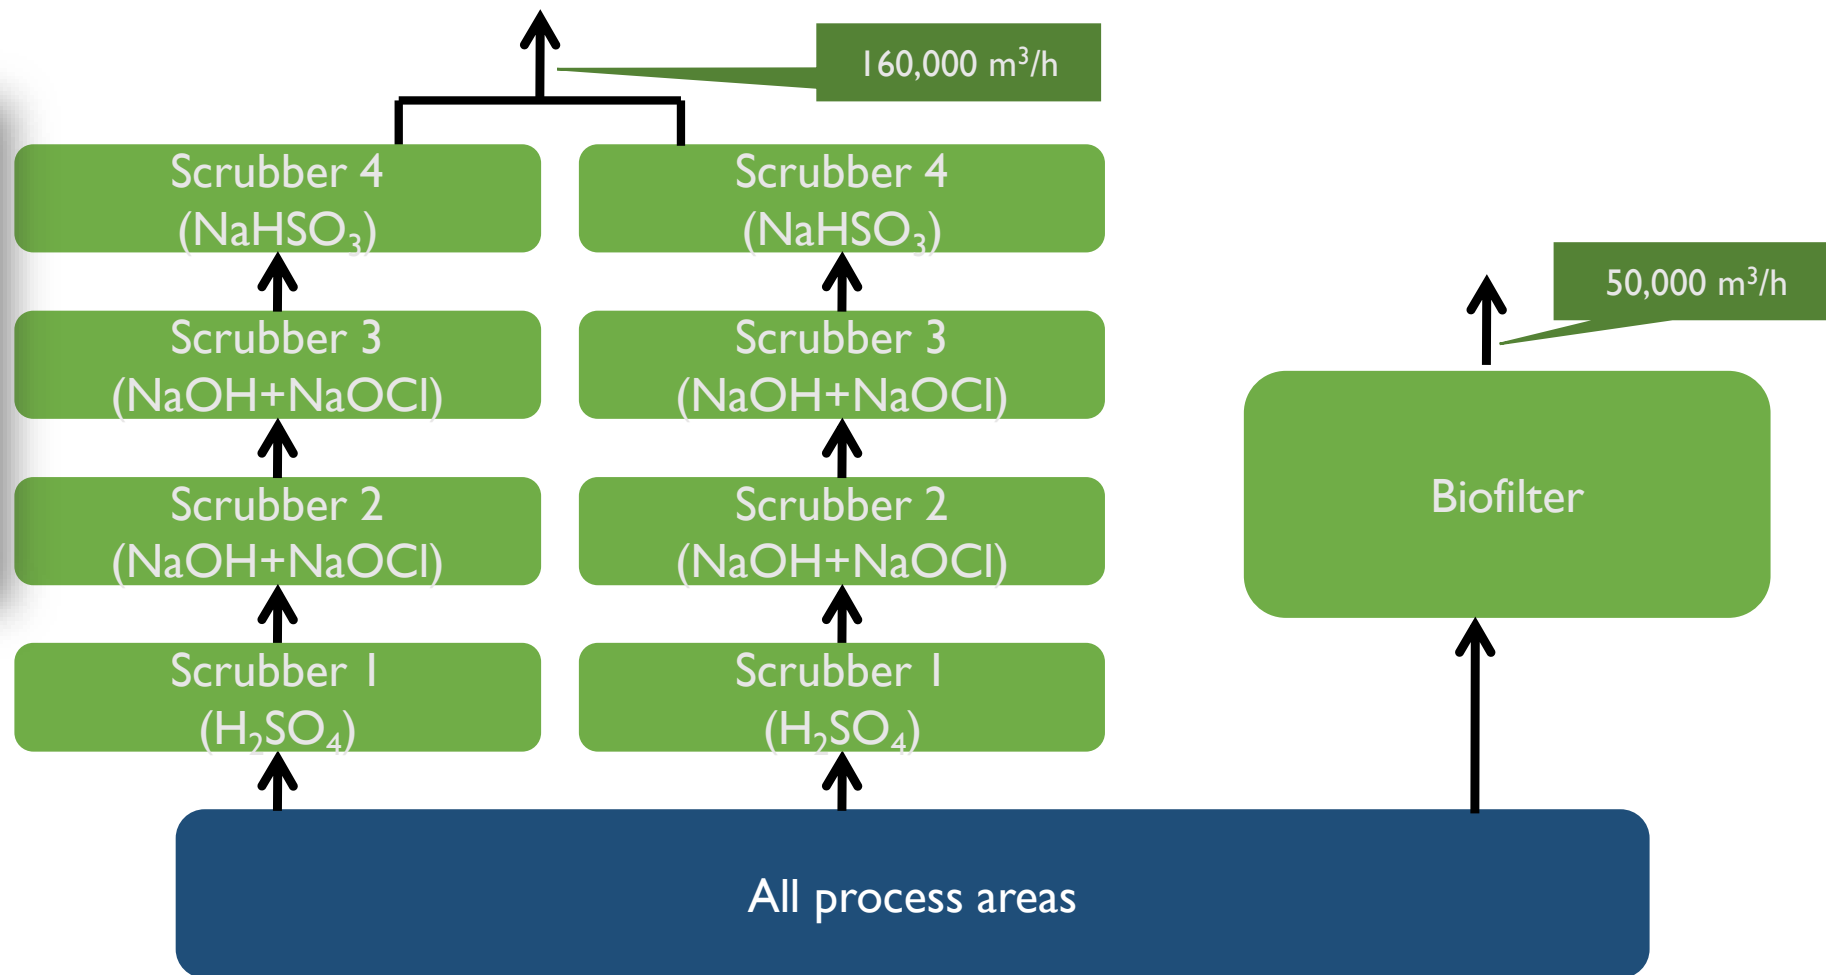 160,000 m³/h
Scrubber 4
(NaHSO₃)
Scrubber 4
(NaHSO₃)
50,000 m³/h
Scrubber 3
(NaOH+NaOCl)
Scrubber 3
(NaOH+NaOCl)
Scrubber 2
(NaOH+NaOCl)
Scrubber 2
(NaOH+NaOCl)
Biofilter
Scrubber 1
(H₂SO₄)
Scrubber 1
(H₂SO₄)
All process areas